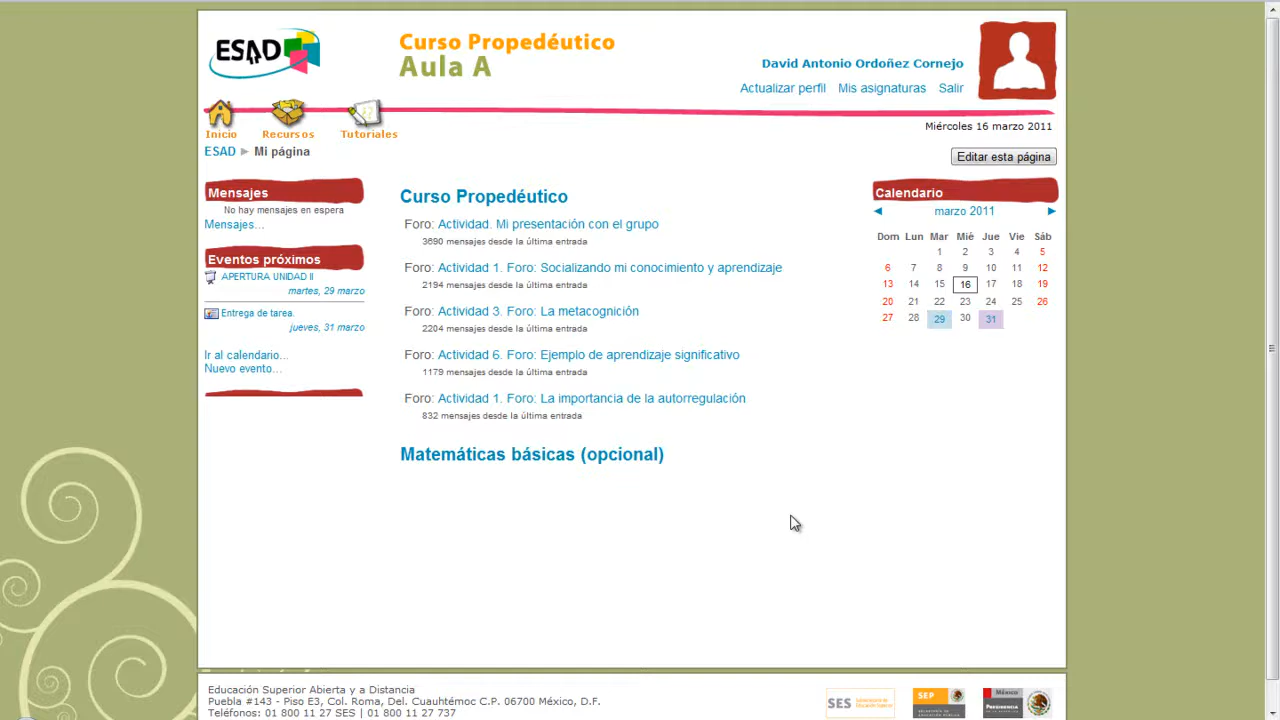 ESAD
Curso Propedéutico
Aula A
David Antonio Ordoñez Cornejo
Actualizar perfil Mis asignaturas Salir
Inicio Recursos Tutoriales
Miércoles 16 marzo 2011
ESAD ► Mi página
Editar esta página
Mensajes
No hay mensajes en espera
Mensajes...
Eventos próximos
APERTURA UNIDAD II
martes, 29 marzo
Entrega de tarea.
jueves, 31 marzo
Ir al calendario...
Nuevo evento...
Curso Propedéutico
Foro: Actividad. Mi presentación con el grupo
3690 mensajes desde la última entrada
Foro: Actividad 1. Foro: Socializando mi conocimiento y aprendizaje
2194 mensajes desde la última entrada
Foro: Actividad 3. Foro: La metacognición
2204 mensajes desde la última entrada
Foro: Actividad 6. Foro: Ejemplo de aprendizaje significativo
1179 mensajes desde la última entrada
Foro: Actividad 1. Foro: La importancia de la autorregulación
832 mensajes desde la última entrada
Matemáticas básicas (opcional)
Calendario
◄ marzo 2011 ►
Dom Lun Mar Mié Jue Vie Sáb
1 2 3 4 5
6 7 8 9 10 11 12
13 14 15 16 17 18 19
20 21 22 23 24 25 26
27 28 29 30 31
Educación Superior Abierta y a Distancia
Puebla #143 - Piso E3, Col. Roma, Del. Cuauhtémoc C.P. 06700 México, D.F.
Teléfonos: 01 800 11 27 SES | 01 800 11 27 737
SES
SEP
México